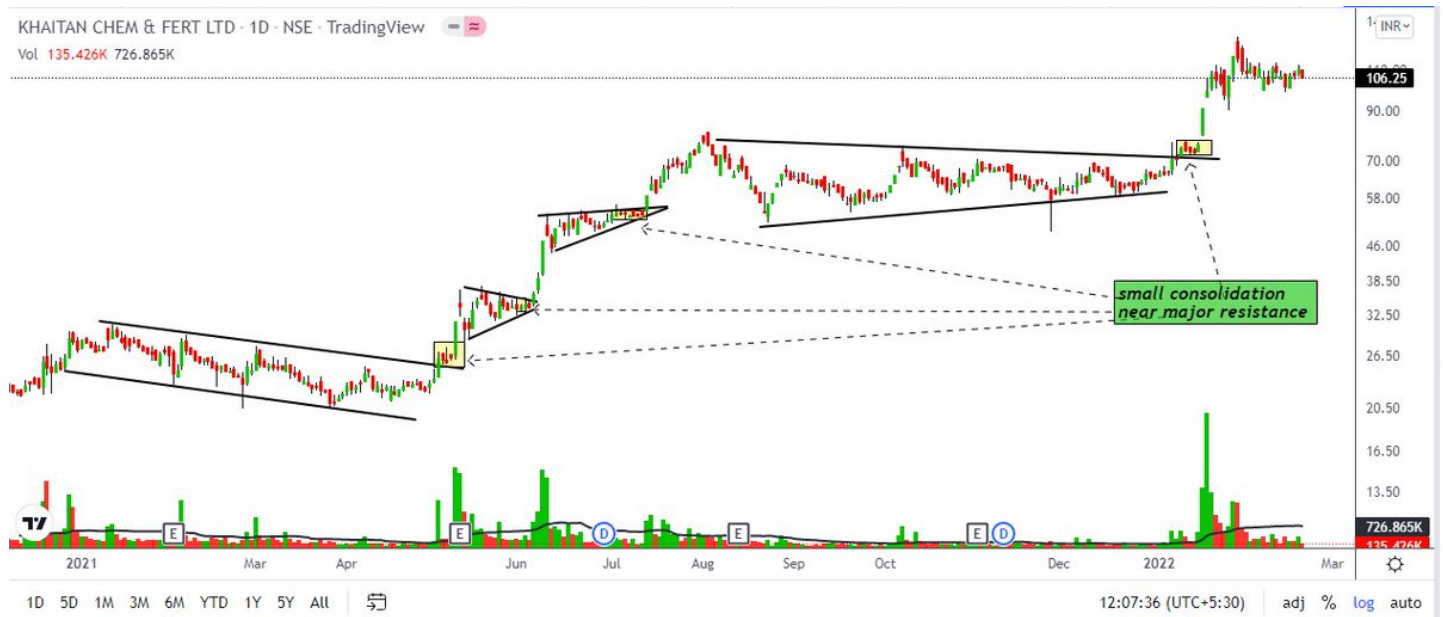 KHAITAN CHEM & FERT LTD · 1D · NSE · TradingView
Vol 135.426K 726.865K
INR
106.25
90.00
70.00
58.00
46.00
38.50
32.50
26.50
20.50
16.50
13.50
726.865K
135.426K
small consolidation
near major resistance
E E D E E D
2021 Mar Apr Jun Jul Aug Sep Oct Dec 2022 Mar
1D 5D 1M 3M 6M YTD 1Y 5Y All 12:07:36 (UTC+5:30) adj % log auto